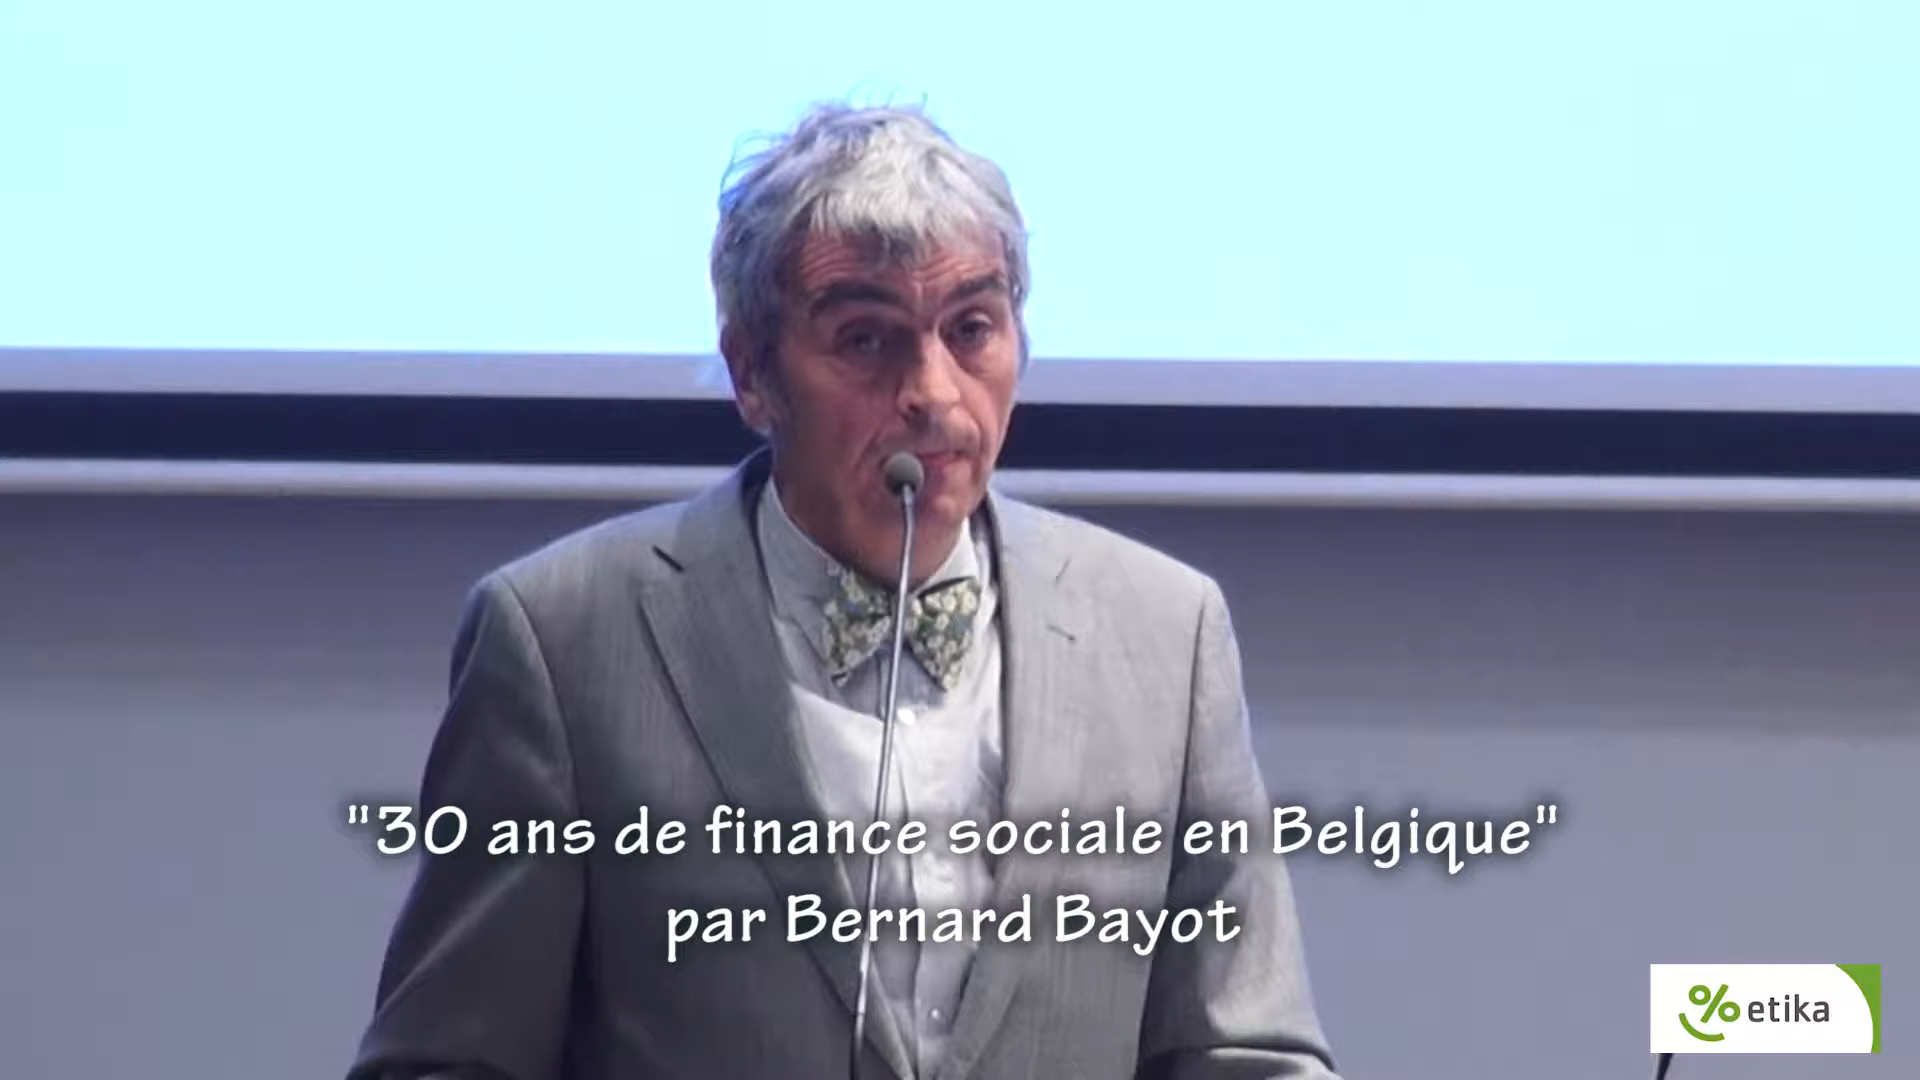 "30 ans de finance sociale en Belgique"
par Bernard Bayot
% etika